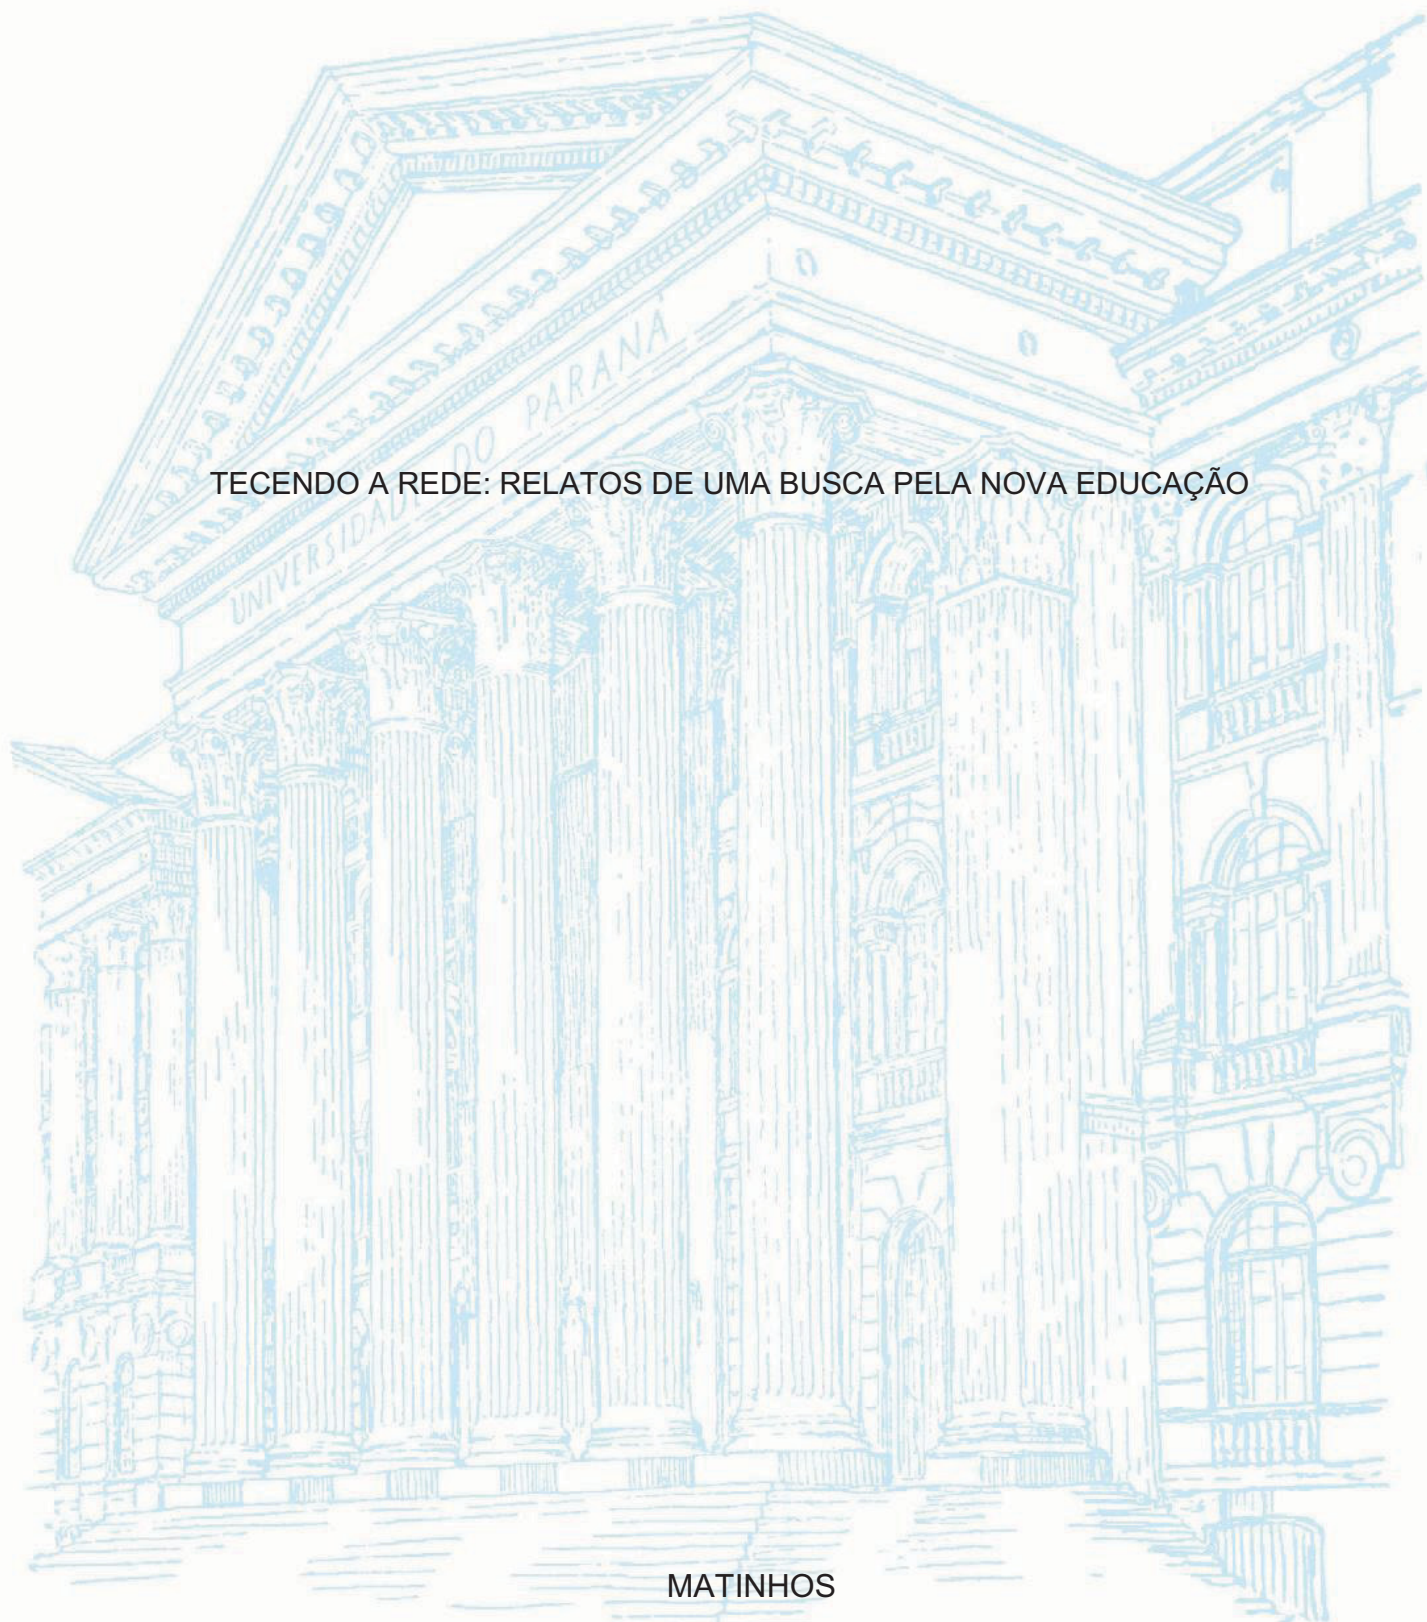 UNIVERSIDADE DO PARANÁ
TECENDO A REDE: RELATOS DE UMA BUSCA PELA NOVA EDUCAÇÃO
MATINHOS